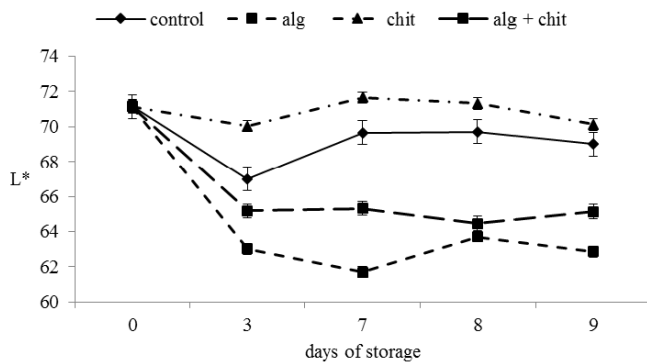 control alg chit alg + chit
74
72
70
68
L*
66
64
62
60
0 3 7 8 9
days of storage